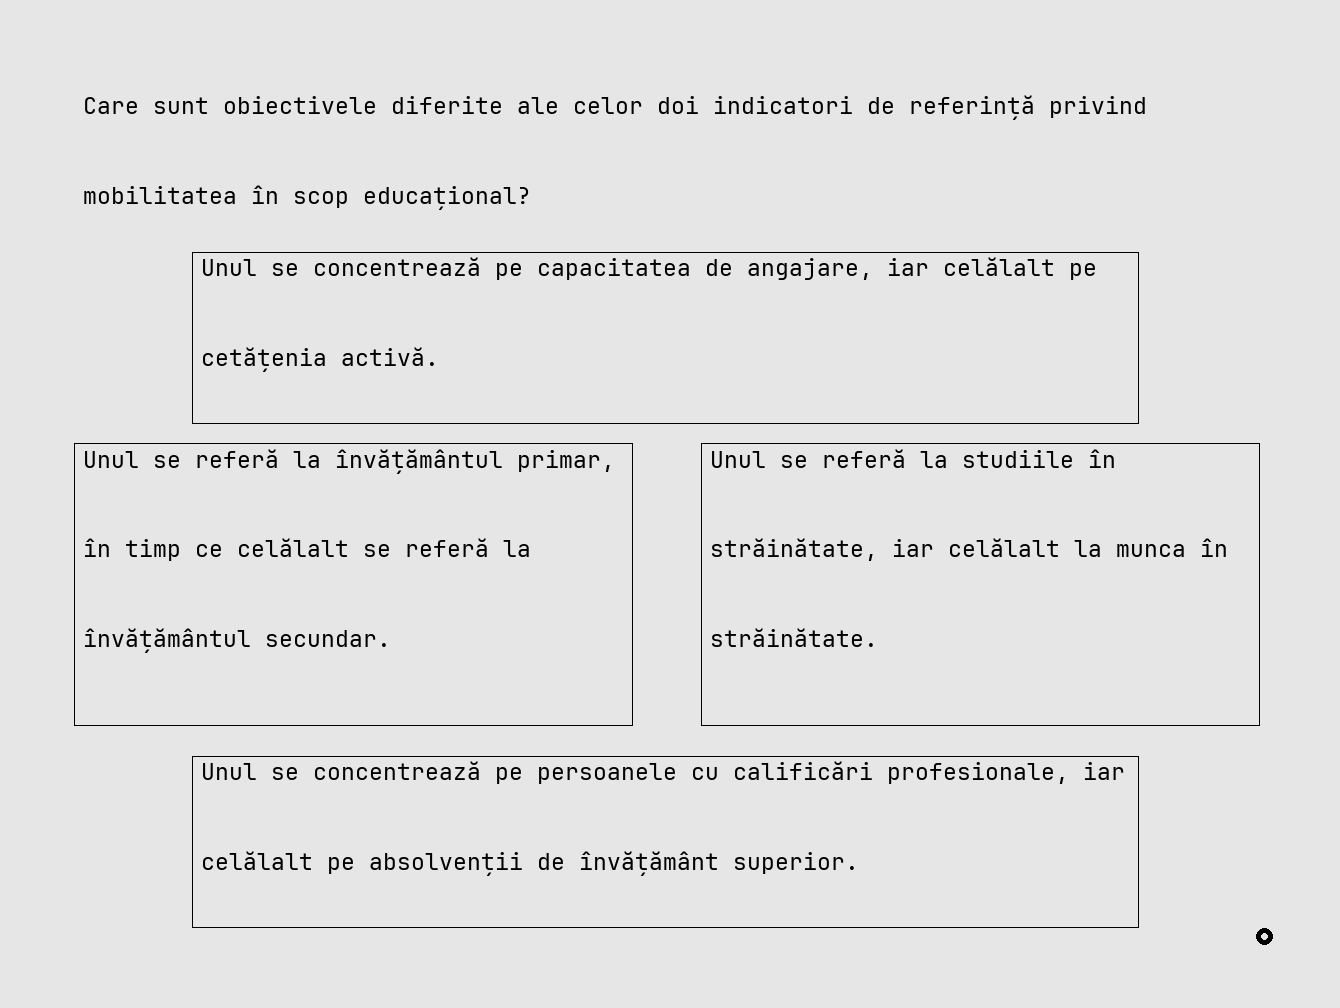 Care sunt obiectivele diferite ale celor doi indicatori de referință privind
mobilitatea în scop educațional?
Unul se concentrează pe capacitatea de angajare, iar celălalt pe
cetățenia activă.
Unul se referă la învățământul primar,
în timp ce celălalt se referă la
învățământul secundar.
Unul se referă la studiile în
străinătate, iar celălalt la munca în
străinătate.
Unul se concentrează pe persoanele cu calificări profesionale, iar
celălalt pe absolvenții de învățământ superior.